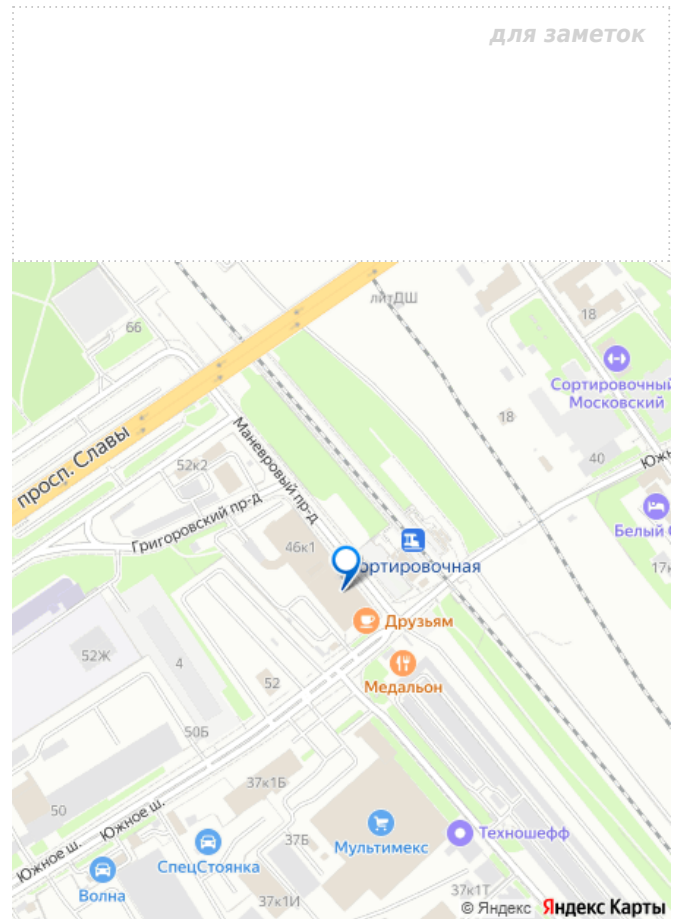 для заметок
литДШ
66
18
Сортировочный
Московский
просп. Славы
Маневровый пр-д
18
52к2
40
Южн
Григоровский пр-д
Белый
46к1
ортировочная
17к
Друзьям
52Ж
4
52
Медальон
50Б
37к1Б
50
Южное ш.
Южное ш.
37Б
Мультимекс
Техношефф
СпецСтоянка
Волна
37к1И
37к1Т
© Яндекс Яндекс Карты